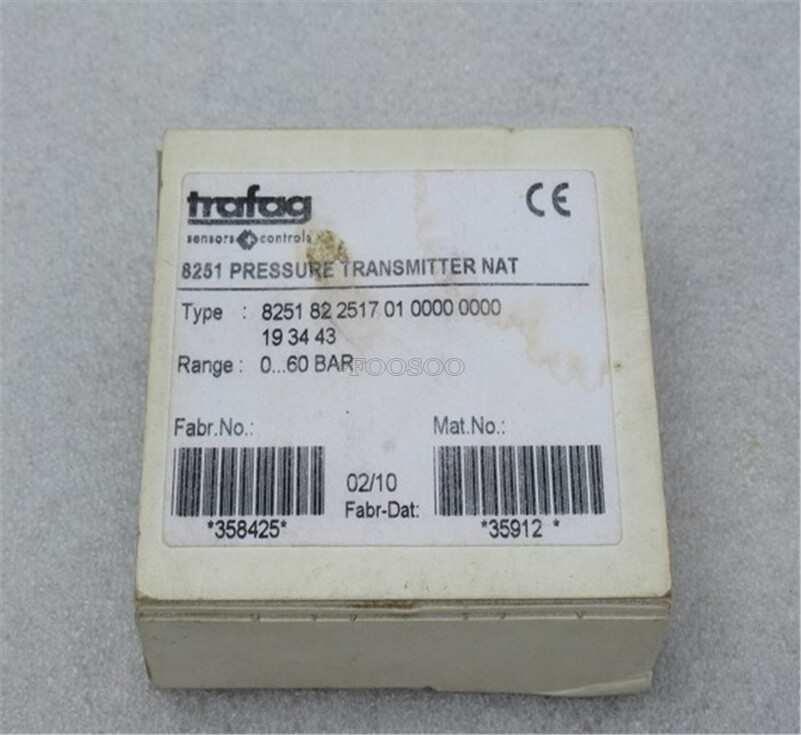 trafag
sensors controls
CE
8251 PRESSURE TRANSMITTER NAT
Type : 8251 82 2517 01 0000 0000
19 34 43
Range : 0...60 BAR
FOOSOO
Fabr.No.:
Mat.No.:
02/10
Fabr-Dat:
*358425*
*35912 *